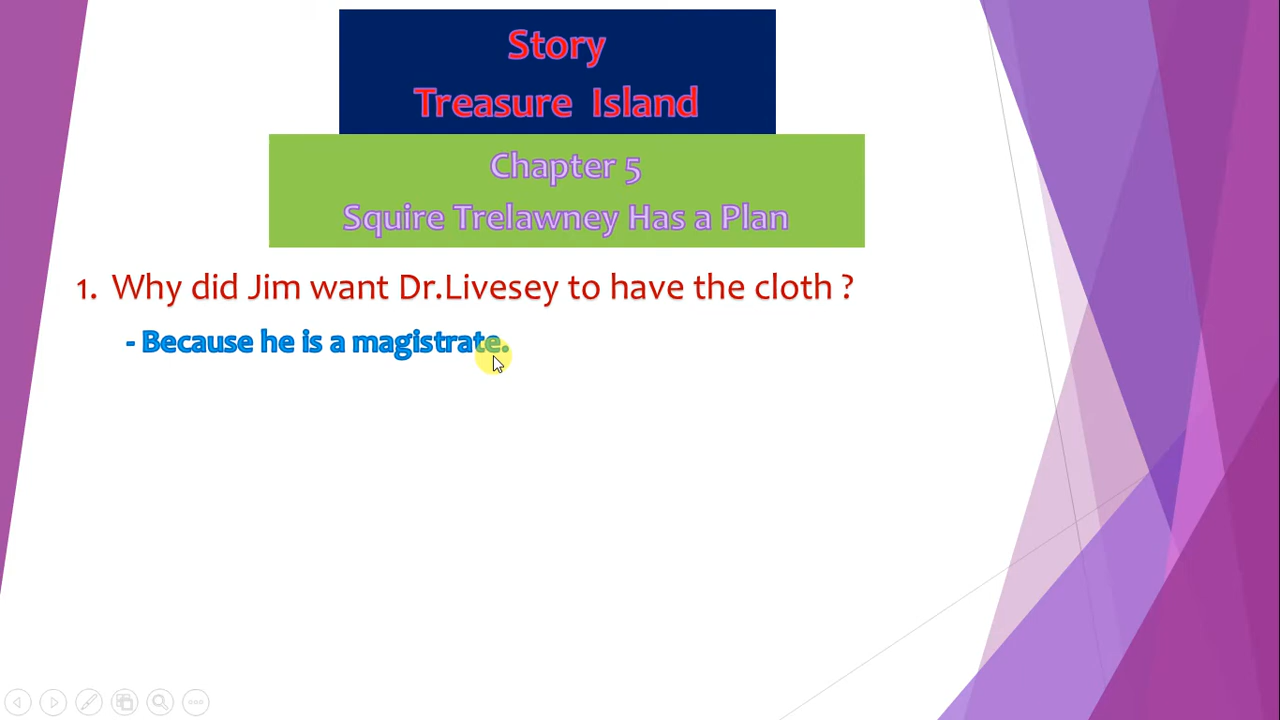 Story
Treasure Island
Chapter 5
Squire Trelawney Has a Plan
1. Why did Jim want Dr.Livesey to have the cloth ?
- Because he is a magistrate.